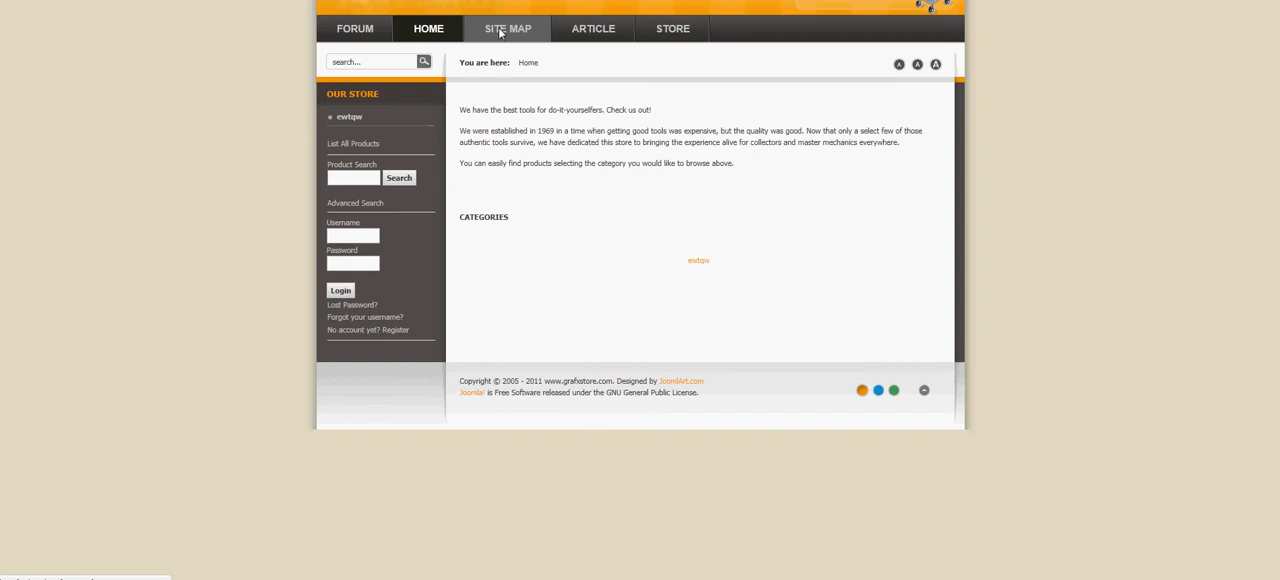 FORUM HOME SITE MAP ARTICLE STORE
search...
You are here: Home
A A A
OUR STORE
ewtqw
List All Products
Product Search
Search
Advanced Search
Username
Password
Login
Lost Password?
Forgot your username?
No account yet? Register
We have the best tools for do-it-yourselfers. Check us out!
We were established in 1969 in a time when getting good tools was expensive, but the quality was good. Now that only a select few of those
authentic tools survive, we have dedicated this store to bringing the experience alive for collectors and master mechanics everywhere.
You can easily find products selecting the category you would like to browse above.
CATEGORIES
ewtqw
Copyright © 2005 - 2011 www.grafxstore.com. Designed by JoomlArt.com
Joomla! is Free Software released under the GNU General Public License.